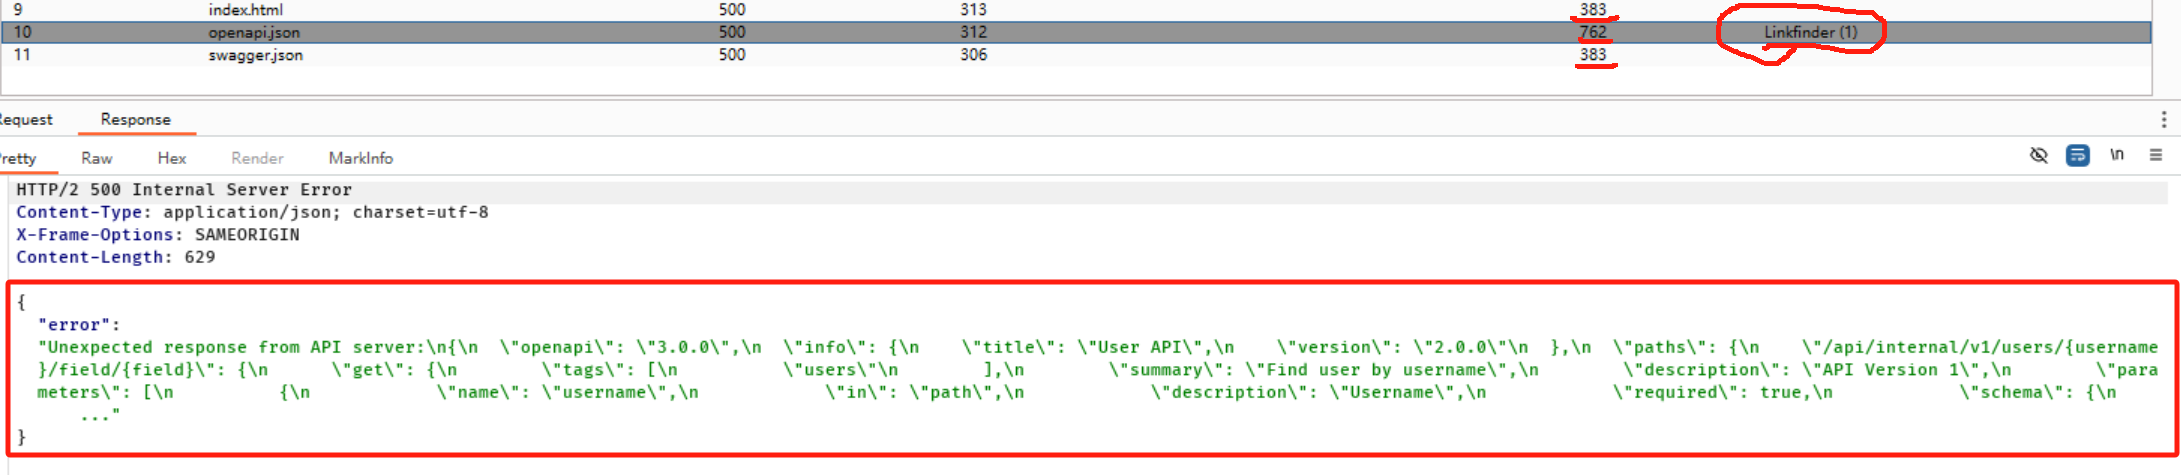 9 index.html 500 313 383
10 openapi.json 500 312 762 Linkfinder (1)
11 swagger.json 500 306 383
Request Response
Pretty Raw Hex Render MarkInfo \n
HTTP/2 500 Internal Server Error
Content-Type: application/json; charset=utf-8
X-Frame-Options: SAMEORIGIN
Content-Length: 629
{
"error":
"Unexpected response from API server:\n{\n  \"openapi\": \"3.0.0\",\n  \"info\": {\n    \"title\": \"User API\",\n    \"version\": \"2.0.0\"\n  },\n  \"paths\": {\n    \"/api/internal/v1/users/{username
}/field/{field}\": {\n      \"get\": {\n        \"tags\": [\n          \"users\"\n        ],\n        \"summary\": \"Find user by username\",\n        \"description\": \"API Version 1\",\n        \"para
meters\": [\n          {\n            \"name\": \"username\",\n            \"in\": \"path\",\n            \"description\": \"Username\",\n            \"required\": true,\n            \"schema\": {\n
..."
}